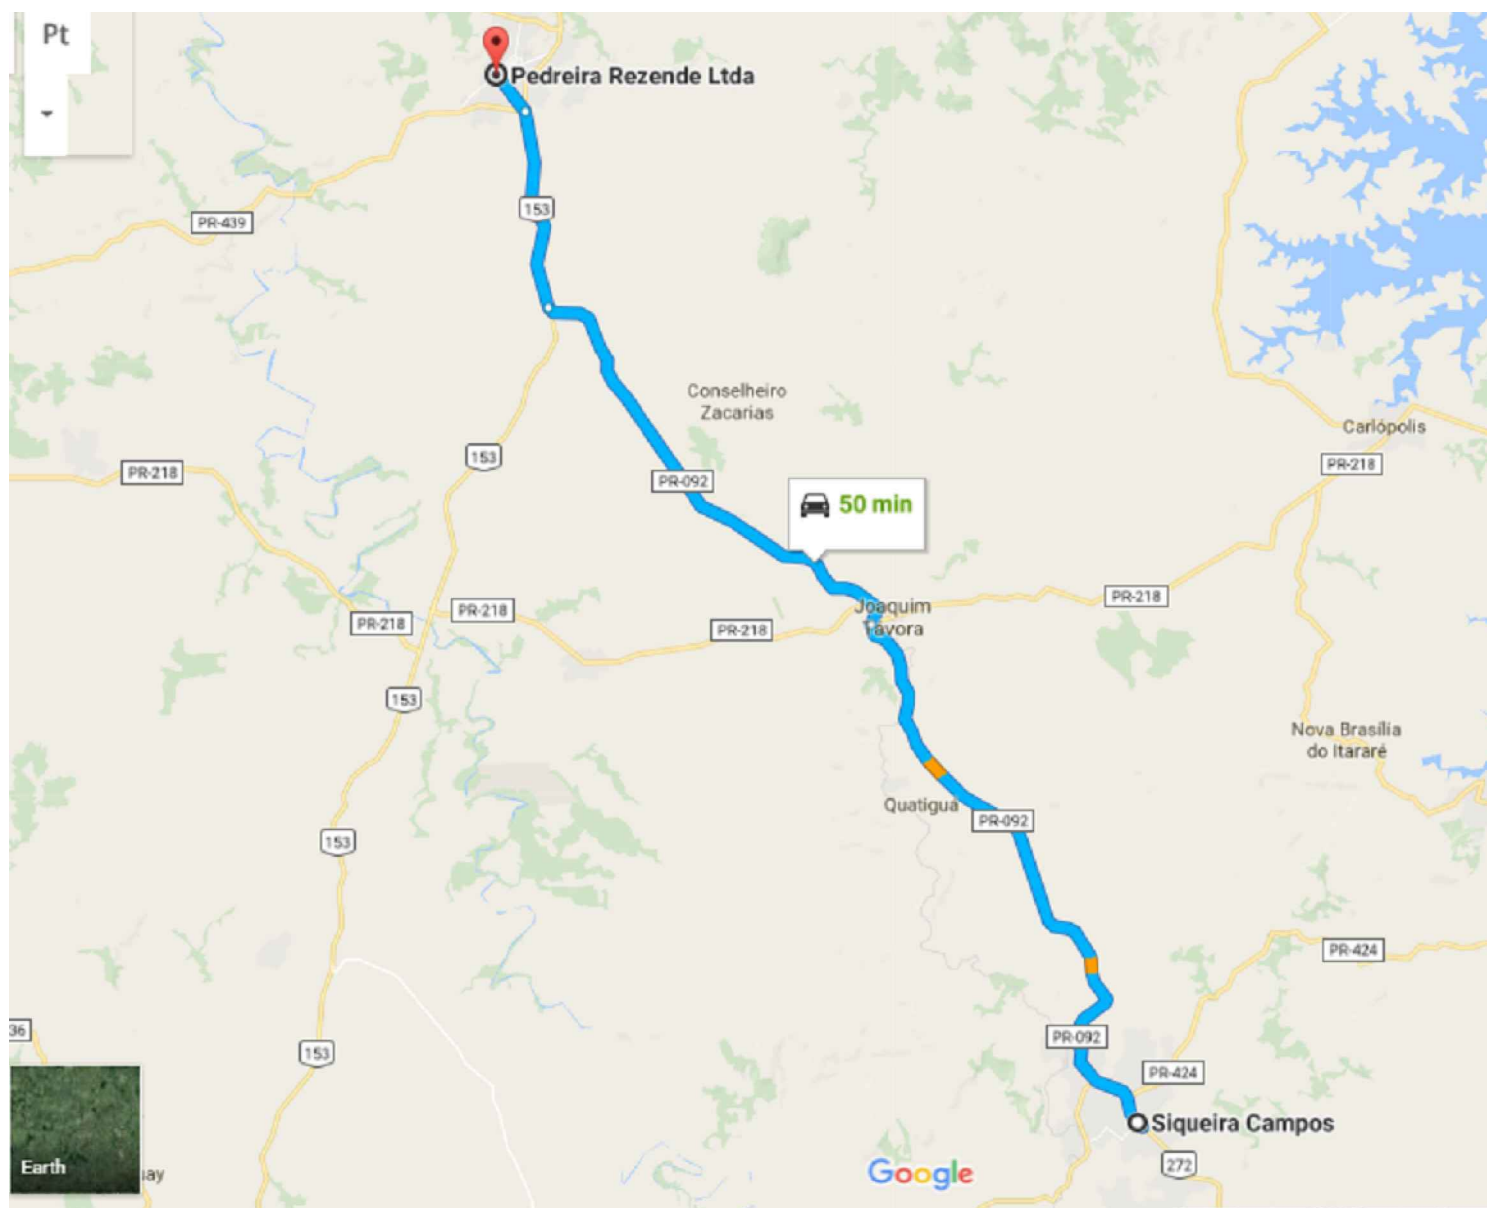 Pt
Pedreira Rezende Ltda
153
PR-439
Conselheiro
Zacarias
Carlópolis
153
PR-218
PR-218
PR-092
50 min
PR-218
PR-218
Joaquim
Távora
PR-218
PR-218
153
Nova Brasília
do Itararé
Quatiguá
PR-092
153
PR-424
36
PR-092
153
PR-424
Siqueira Campos
Earth
uay
Google
272